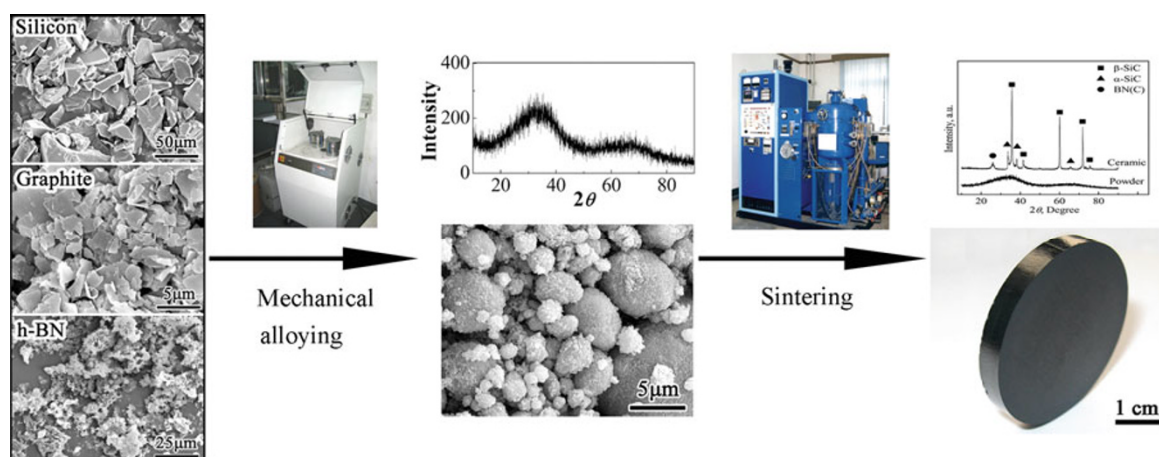 Silicon
50μm
Graphite
5μm
h-BN
25μm
Mechanical
alloying
400
200
0
Intensity
20 40 60 80
2θ
5μm
Sintering
■ β-SiC
▲ α-SiC
● BN(C)
Intensity, a.u.
Ceramic
Powder
20 40 60 80
2θ, Degree
1 cm